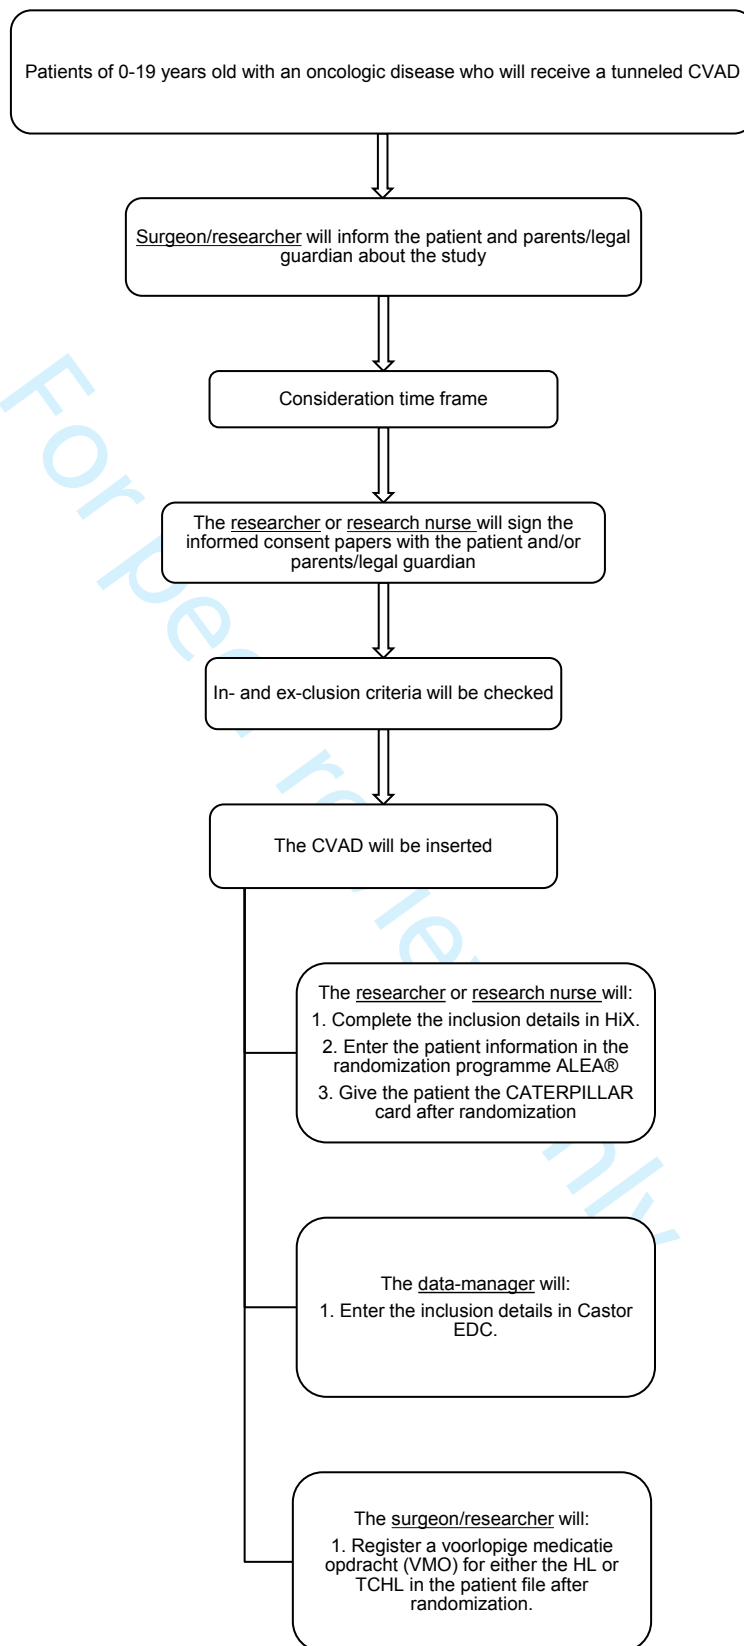 Patients of 0-19 years old with an oncologic disease who will receive a tunneled CVAD
Surgeon/researcher will inform the patient and parents/legal
guardian about the study
Consideration time frame
The researcher or research nurse will sign the
informed consent papers with the patient and/or
parents/legal guardian
In- and ex-clusion criteria will be checked
The CVAD will be inserted
The researcher or research nurse will:
1. Complete the inclusion details in HiX.
2. Enter the patient information in the
randomization programme ALEA®
3. Give the patient the CATERPILLAR
card after randomization
The data-manager will:
1. Enter the inclusion details in Castor
EDC.
The surgeon/researcher will:
1. Register a voorlopige medicatie
opdracht (VMO) for either the HL or
TCHL in the patient file after
randomization.
For peer review only